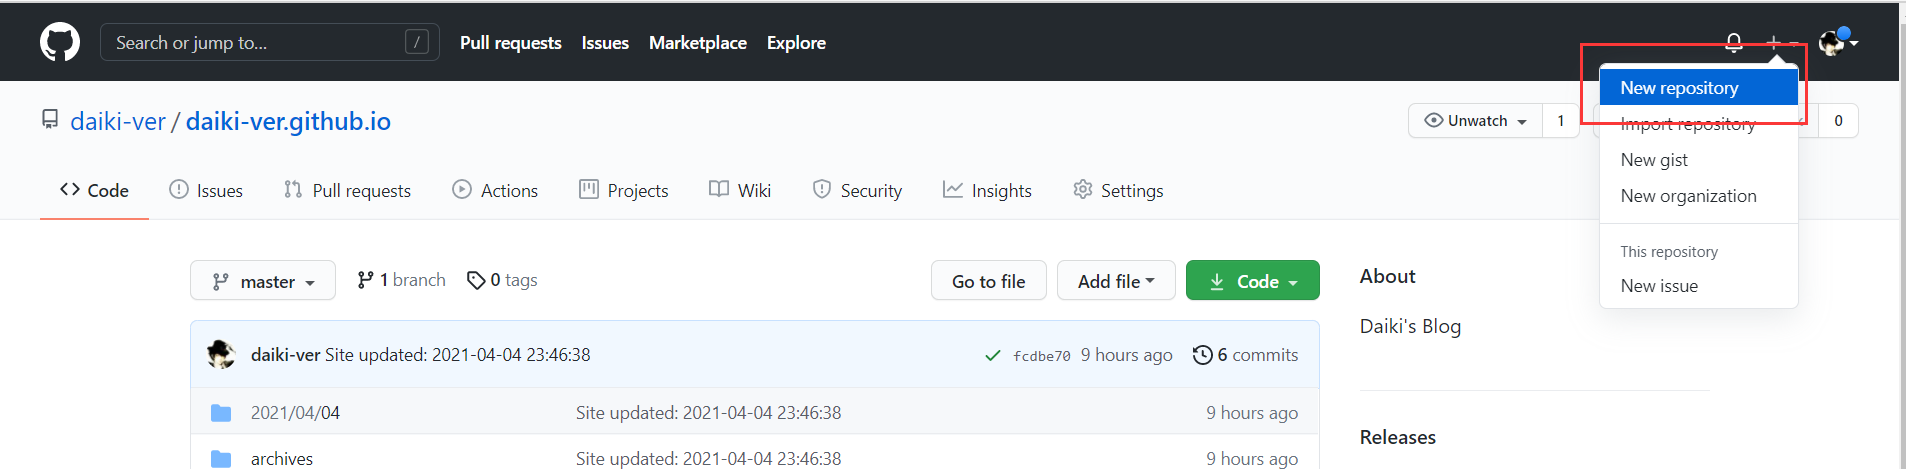 Search or jump to... /
Pull requests Issues Marketplace Explore
New repository
Import repository
New gist
New organization
This repository
New issue
daiki-ver / daiki-ver.github.io
Unwatch 1
0
Code Issues Pull requests Actions Projects Wiki Security Insights Settings
master 1 branch 0 tags Go to file Add file Code
daiki-ver Site updated: 2021-04-04 23:46:38 fcdbe70 9 hours ago 6 commits
2021/04/04 Site updated: 2021-04-04 23:46:38 9 hours ago
archives Site updated: 2021-04-04 23:46:38 9 hours ago
About
Daiki's Blog
Releases